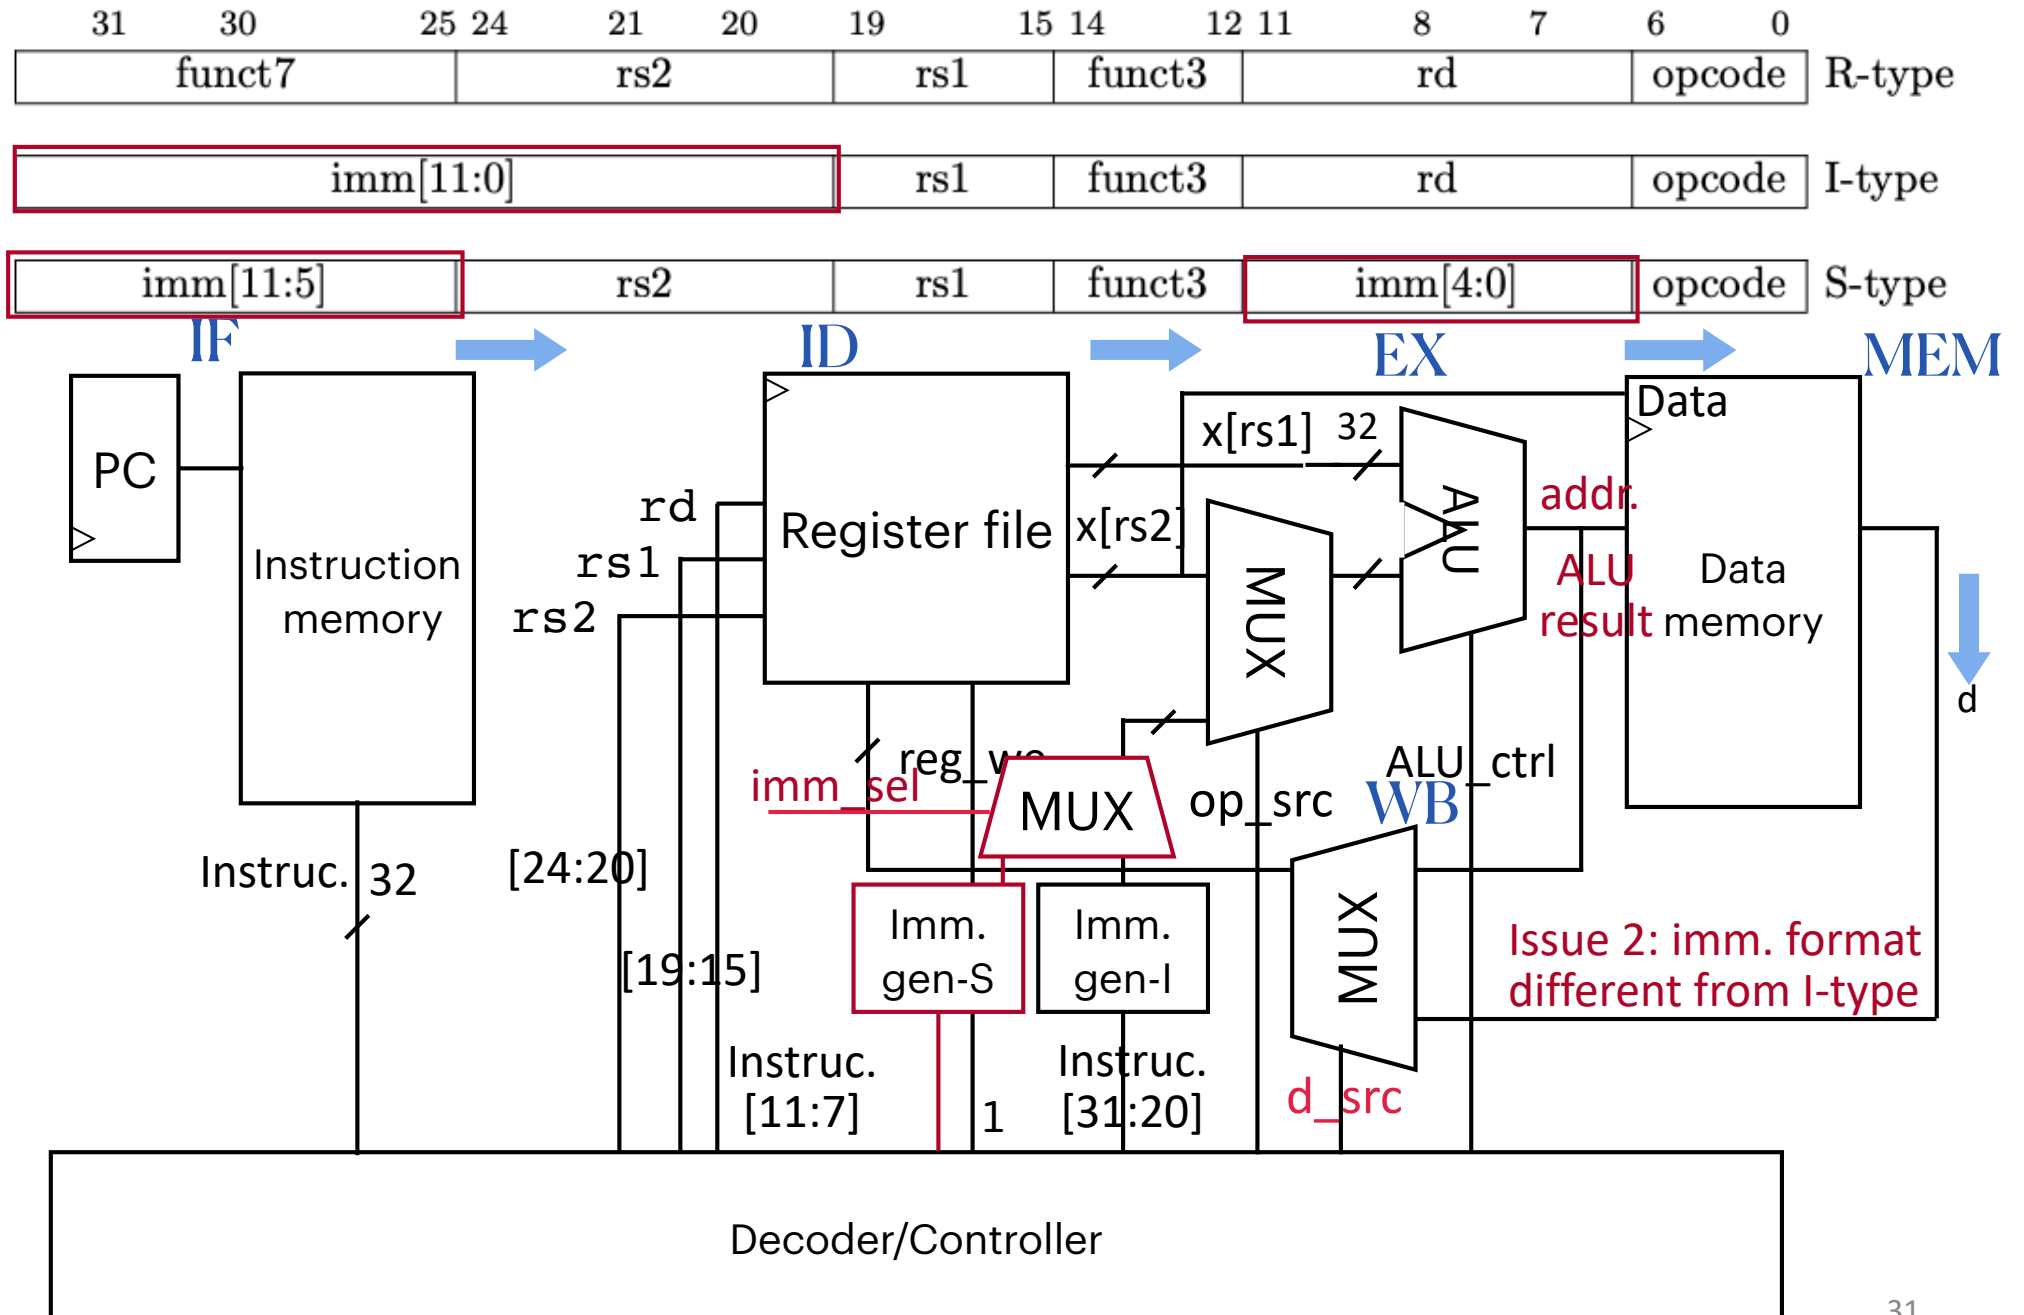 31 30 25 24 21 20 19 15 14 12 11 8 7 6 0
funct7 rs2 rs1 funct3 rd opcode R-type
imm[11:0] rs1 funct3 rd opcode I-type
imm[11:5] rs2 rs1 funct3 imm[4:0] opcode S-type
IF ID EX MEM
PC
Instruction
memory
rd
rs1
rs2
Register file
x[rs1] 32
x[rs2]
MUX
ALU
Data
addr.
ALU
result
Data
memory
d
reg_we
imm_sel
MUX
op_src
ALU_ctrl
WB
Instruc. 32
[24:20]
[19:15]
Imm.
gen-S
Imm.
gen-I
MUX
Issue 2: imm. format
different from I-type
Instruc.
[11:7]
1
Instruc.
[31:20]
d_src
Decoder/Controller
31